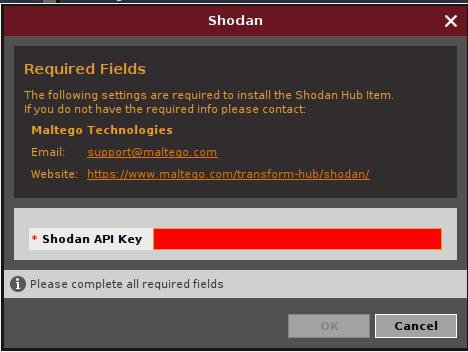 Shodan
Required Fields
The following settings are required to install the Shodan Hub Item.
If you do not have the required info please contact:
Maltego Technologies
Email: support@maltego.com
Website: https://www.maltego.com/transform-hub/shodan/
* Shodan API Key
Please complete all required fields
OK Cancel